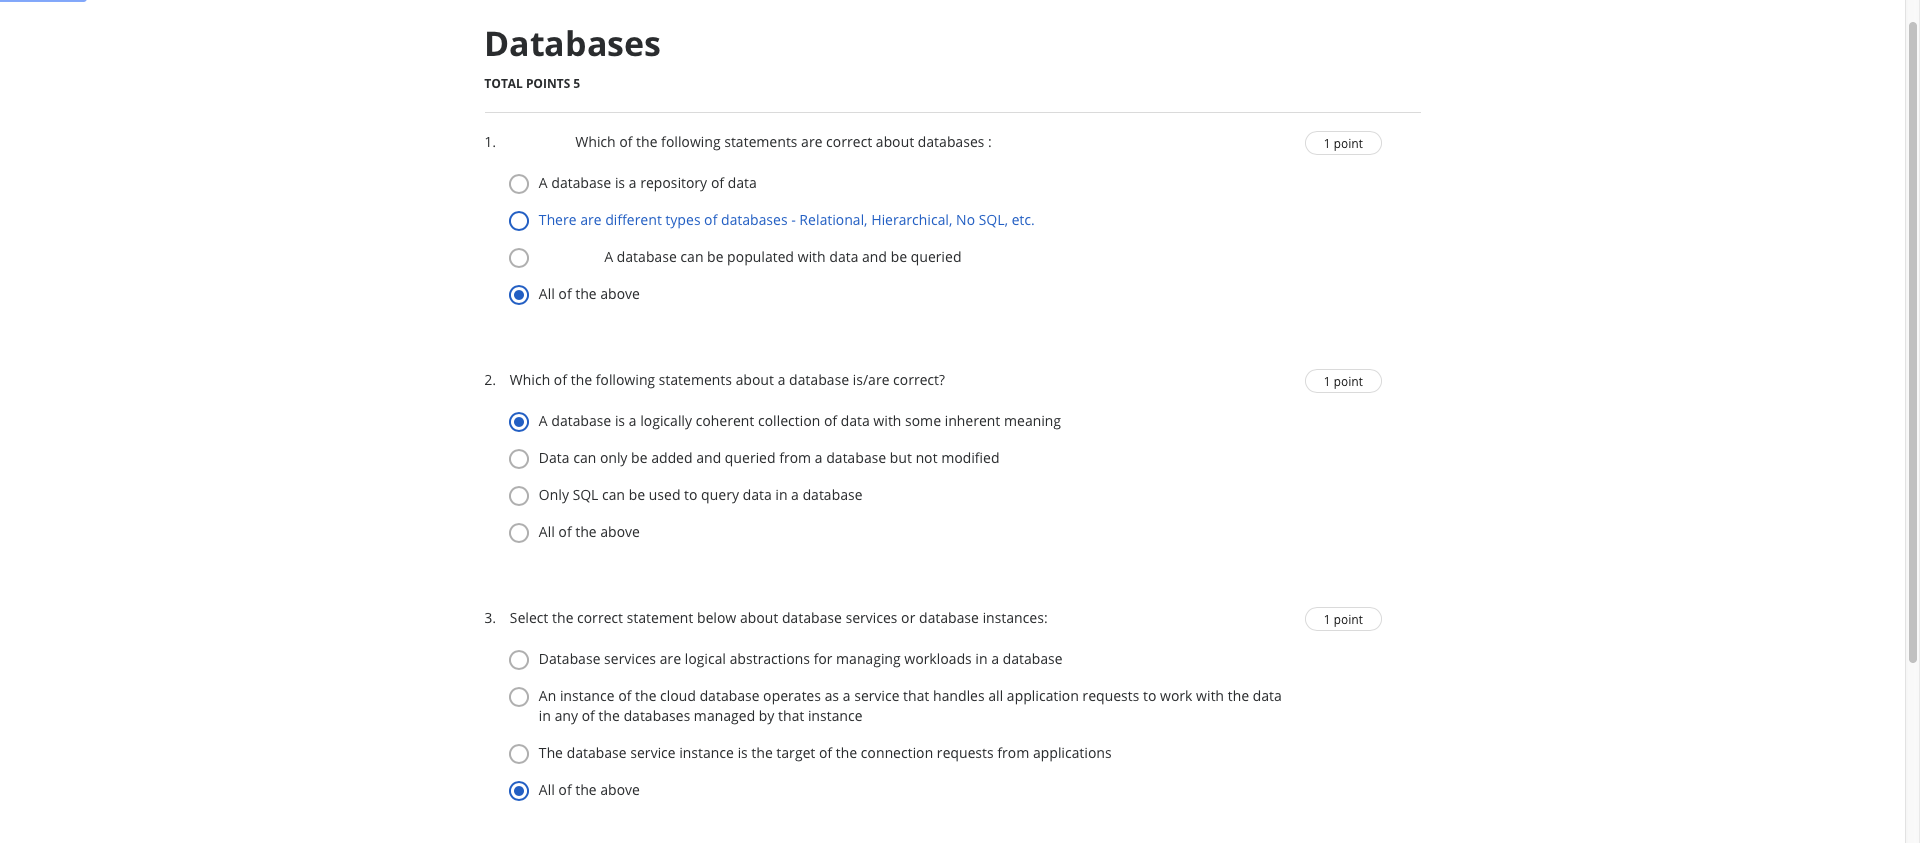 Databases
TOTAL POINTS 5
1. Which of the following statements are correct about databases :
1 point
A database is a repository of data
There are different types of databases - Relational, Hierarchical, No SQL, etc.
A database can be populated with data and be queried
All of the above
2. Which of the following statements about a database is/are correct?
1 point
A database is a logically coherent collection of data with some inherent meaning
Data can only be added and queried from a database but not modified
Only SQL can be used to query data in a database
All of the above
3. Select the correct statement below about database services or database instances:
1 point
Database services are logical abstractions for managing workloads in a database
An instance of the cloud database operates as a service that handles all application requests to work with the data
in any of the databases managed by that instance
The database service instance is the target of the connection requests from applications
All of the above